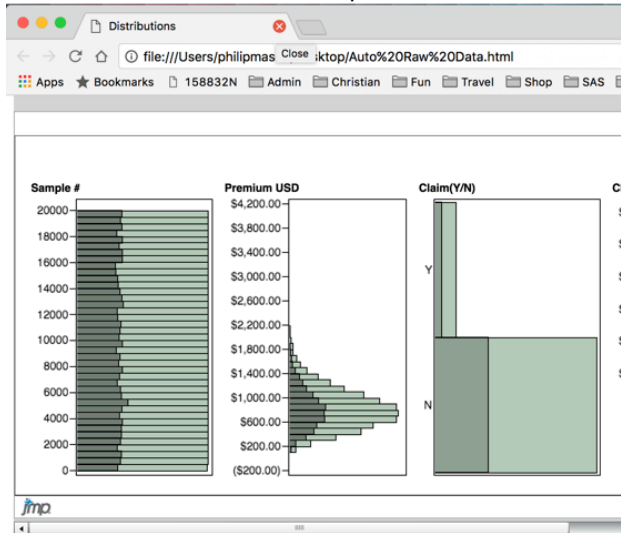 Distributions
file:///Users/philipmas
Close
sktop/Auto%20Raw%20Data.html
Apps
Bookmarks
158832N
Admin
Christian
Fun
Travel
Shop
SAS
Sample #
20000
18000
16000
14000
12000
10000
8000
6000
4000
2000
0
Premium USD
$4,200.00
$3,800.00
$3,400.00
$3,000.00
$2,600.00
$2,200.00
$1,800.00
$1,400.00
$1,000.00
$600.00
$200.00
($200.00)
Claim(Y/N)
Y
N
C
$
$
$
$
$
jmp